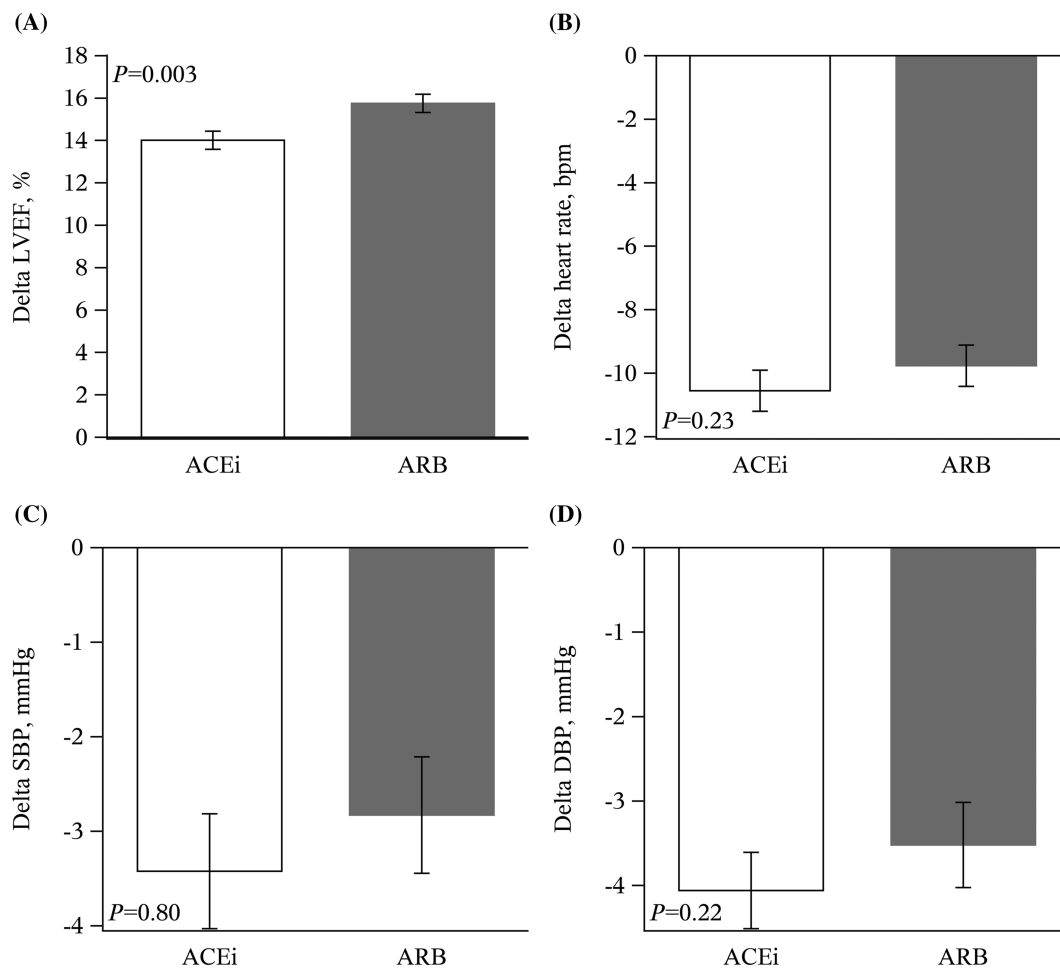 (A)
18
16
14
12
10
8
6
4
2
0
Delta LVEF, %
P=0.003
ACEi
ARB
(B)
0
-2
-4
-6
-8
-10
-12
Delta heart rate, bpm
P=0.23
ACEi
ARB
(C)
0
-1
-2
-3
-4
Delta SBP, mmHg
P=0.80
ACEi
ARB
(D)
0
-1
-2
-3
-4
Delta DBP, mmHg
P=0.22
ACEi
ARB